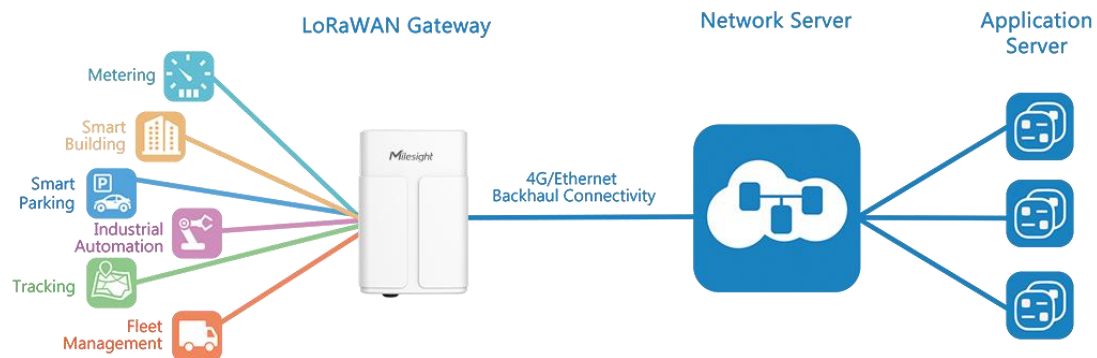 LoRaWAN Gateway
Network Server
Application
Server
Metering
Smart
Building
Smart
Parking
P
Industrial
Automation
Tracking
Fleet
Management
Milesight
4G/Ethernet
Backhaul Connectivity